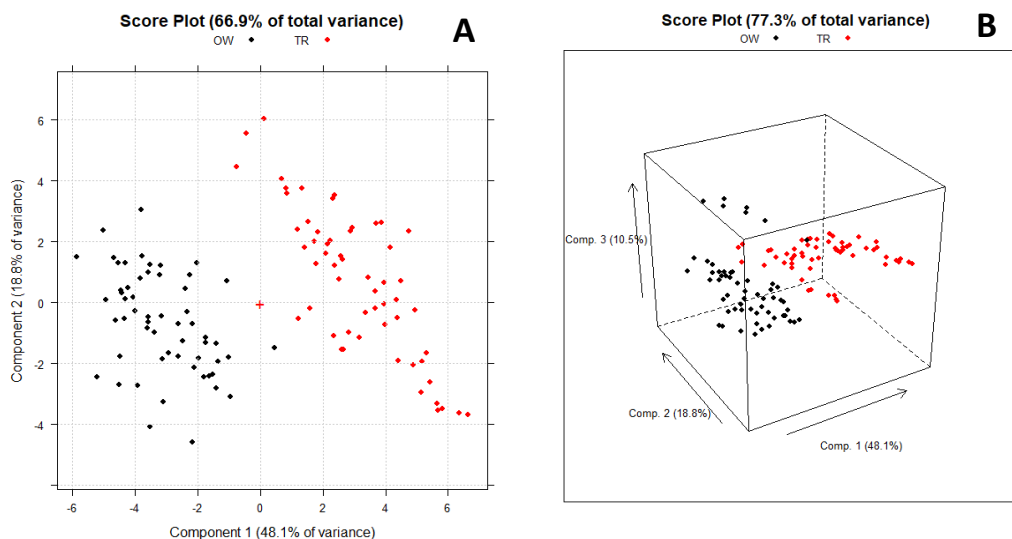 Score Plot (66.9% of total variance)
OW TR
A
Component 2 (18.8% of variance)
6
4
2
0
-2
-4
-6 -4 -2 0 2 4 6
Component 1 (48.1% of variance)
Score Plot (77.3% of total variance)
OW TR
B
Comp. 3 (10.5%)
Comp. 2 (18.8%)
Comp. 1 (48.1%)